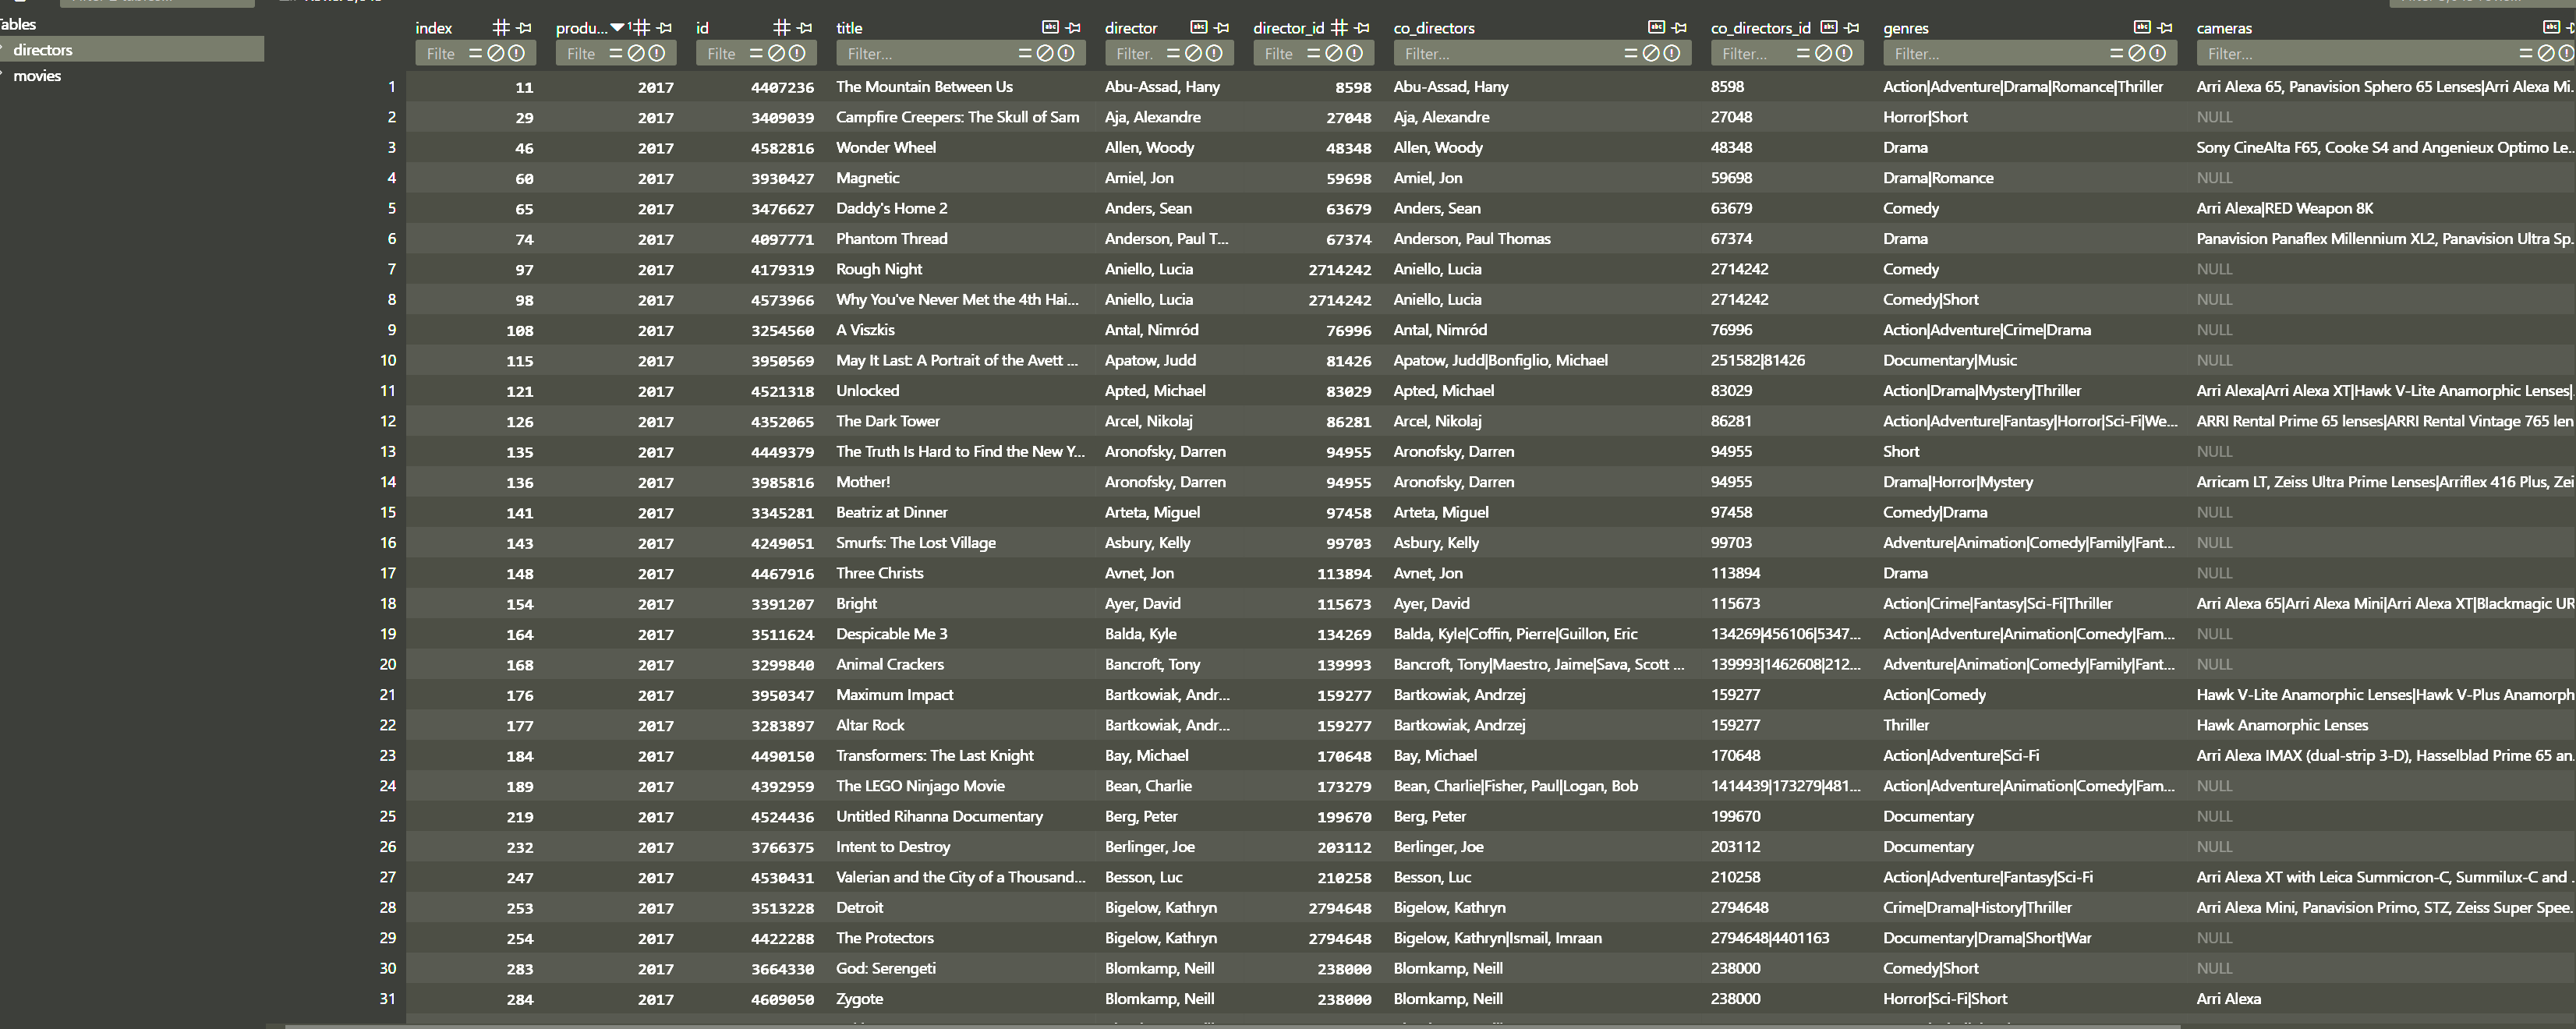 Tables
directors
movies
index produ... 1 id title director director_id co_directors co_directors_id genres cameras
Filte Filte Filte Filter... Filter. Filte Filter... Filter... Filter... Filter...
1 11 2017 4407236 The Mountain Between Us Abu-Assad, Hany 8598 Abu-Assad, Hany 8598 Action|Adventure|Drama|Romance|Thriller Arri Alexa 65, Panavision Sphero 65 Lenses|Arri Alexa Mi...
2 29 2017 3409039 Campfire Creepers: The Skull of Sam Aja, Alexandre 27048 Aja, Alexandre 27048 Horror|Short NULL
3 46 2017 4582816 Wonder Wheel Allen, Woody 48348 Allen, Woody 48348 Drama Sony CineAlta F65, Cooke S4 and Angenieux Optimo Le...
4 60 2017 3930427 Magnetic Amiel, Jon 59698 Amiel, Jon 59698 Drama|Romance NULL
5 65 2017 3476627 Daddy's Home 2 Anders, Sean 63679 Anders, Sean 63679 Comedy Arri Alexa|RED Weapon 8K
6 74 2017 4097771 Phantom Thread Anderson, Paul T... 67374 Anderson, Paul Thomas 67374 Drama Panavision Panaflex Millennium XL2, Panavision Ultra Sp...
7 97 2017 4179319 Rough Night Aniello, Lucia 2714242 Aniello, Lucia 2714242 Comedy NULL
8 98 2017 4573966 Why You've Never Met the 4th Hai... Aniello, Lucia 2714242 Aniello, Lucia 2714242 Comedy|Short NULL
9 108 2017 3254560 A Viszkis Antal, Nimród 76996 Antal, Nimród 76996 Action|Adventure|Crime|Drama NULL
10 115 2017 3950569 May It Last: A Portrait of the Avett ... Apatow, Judd 81426 Apatow, Judd|Bonfiglio, Michael 251582|81426 Documentary|Music NULL
11 121 2017 4521318 Unlocked Apted, Michael 83029 Apted, Michael 83029 Action|Drama|Mystery|Thriller Arri Alexa|Arri Alexa XT|Hawk V-Lite Anamorphic Lenses|
12 126 2017 4352065 The Dark Tower Arcel, Nikolaj 86281 Arcel, Nikolaj 86281 Action|Adventure|Fantasy|Horror|Sci-Fi|We... ARRI Rental Prime 65 lenses|ARRI Rental Vintage 765 len
13 135 2017 4449379 The Truth Is Hard to Find the New Y... Aronofsky, Darren 94955 Aronofsky, Darren 94955 Short NULL
14 136 2017 3985816 Mother! Aronofsky, Darren 94955 Aronofsky, Darren 94955 Drama|Horror|Mystery Arricam LT, Zeiss Ultra Prime Lenses|Arriflex 416 Plus, Zei
15 141 2017 3345281 Beatriz at Dinner Arteta, Miguel 97458 Arteta, Miguel 97458 Comedy|Drama NULL
16 143 2017 4249051 Smurfs: The Lost Village Asbury, Kelly 99703 Asbury, Kelly 99703 Adventure|Animation|Comedy|Family|Fant... NULL
17 148 2017 4467916 Three Christs Avnet, Jon 113894 Avnet, Jon 113894 Drama NULL
18 154 2017 3391207 Bright Ayer, David 115673 Ayer, David 115673 Action|Crime|Fantasy|Sci-Fi|Thriller Arri Alexa 65|Arri Alexa Mini|Arri Alexa XT|Blackmagic UR
19 164 2017 3511624 Despicable Me 3 Balda, Kyle 134269 Balda, Kyle|Coffin, Pierre|Guillon, Eric 134269|456106|5347... Action|Adventure|Animation|Comedy|Fam... NULL
20 168 2017 3299840 Animal Crackers Bancroft, Tony 139993 Bancroft, Tony|Maestro, Jaime|Sava, Scott ... 139993|1462608|212... Adventure|Animation|Comedy|Family|Fant... NULL
21 176 2017 3950347 Maximum Impact Bartkowiak, Andr... 159277 Bartkowiak, Andrzej 159277 Action|Comedy Hawk V-Lite Anamorphic Lenses|Hawk V-Plus Anamorph
22 177 2017 3283897 Altar Rock Bartkowiak, Andr... 159277 Bartkowiak, Andrzej 159277 Thriller Hawk Anamorphic Lenses
23 184 2017 4490150 Transformers: The Last Knight Bay, Michael 170648 Bay, Michael 170648 Action|Adventure|Sci-Fi Arri Alexa IMAX (dual-strip 3-D), Hasselblad Prime 65 an...
24 189 2017 4392959 The LEGO Ninjago Movie Bean, Charlie 173279 Bean, Charlie|Fisher, Paul|Logan, Bob 1414439|173279|481... Action|Adventure|Animation|Comedy|Fam... NULL
25 219 2017 4524436 Untitled Rihanna Documentary Berg, Peter 199670 Berg, Peter 199670 Documentary NULL
26 232 2017 3766375 Intent to Destroy Berlinger, Joe 203112 Berlinger, Joe 203112 Documentary NULL
27 247 2017 4530431 Valerian and the City of a Thousand... Besson, Luc 210258 Besson, Luc 210258 Action|Adventure|Fantasy|Sci-Fi Arri Alexa XT with Leica Summicron-C, Summilux-C and ...
28 253 2017 3513228 Detroit Bigelow, Kathryn 2794648 Bigelow, Kathryn 2794648 Crime|Drama|History|Thriller Arri Alexa Mini, Panavision Primo, STZ, Zeiss Super Spee...
29 254 2017 4422288 The Protectors Bigelow, Kathryn 2794648 Bigelow, Kathryn|Ismail, Imraan 2794648|4401163 Documentary|Drama|Short|War NULL
30 283 2017 3664330 God: Serengeti Blomkamp, Neill 238000 Blomkamp, Neill 238000 Comedy|Short NULL
31 284 2017 4609050 Zygote Blomkamp, Neill 238000 Blomkamp, Neill 238000 Horror|Sci-Fi|Short Arri Alexa